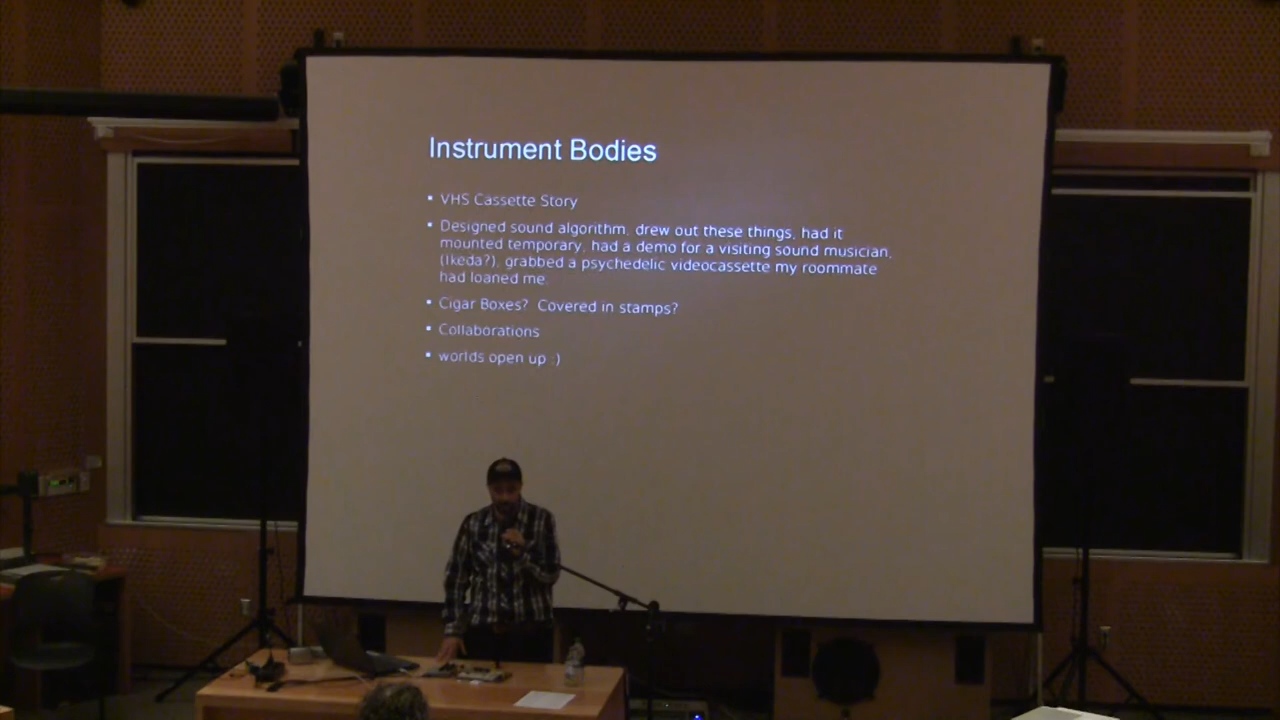 Instrument Bodies
VHS Cassette Story
Designed sound algorithm, drew out these things, had it
mounted temporary, had a demo for a visiting sound musician,
(Ikeda?), grabbed a psychedelic videocassette my roommate
had loaned me.
Cigar Boxes? Covered in stamps?
Collaborations
worlds open up :)